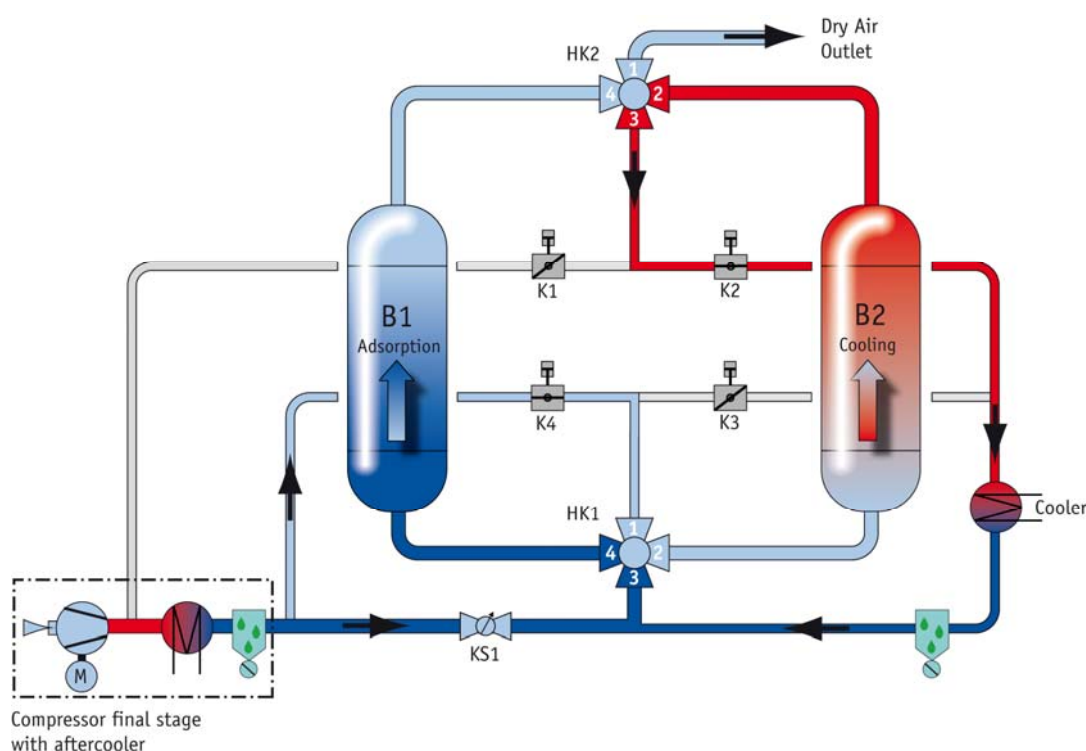 Dry Air
Outlet
HK2
1
4
2
3
K1
K2
B1
Adsorption
B2
Cooling
K4
K3
HK1
1
4
2
3
Cooler
M
KS1
Compressor final stage
with aftercooler